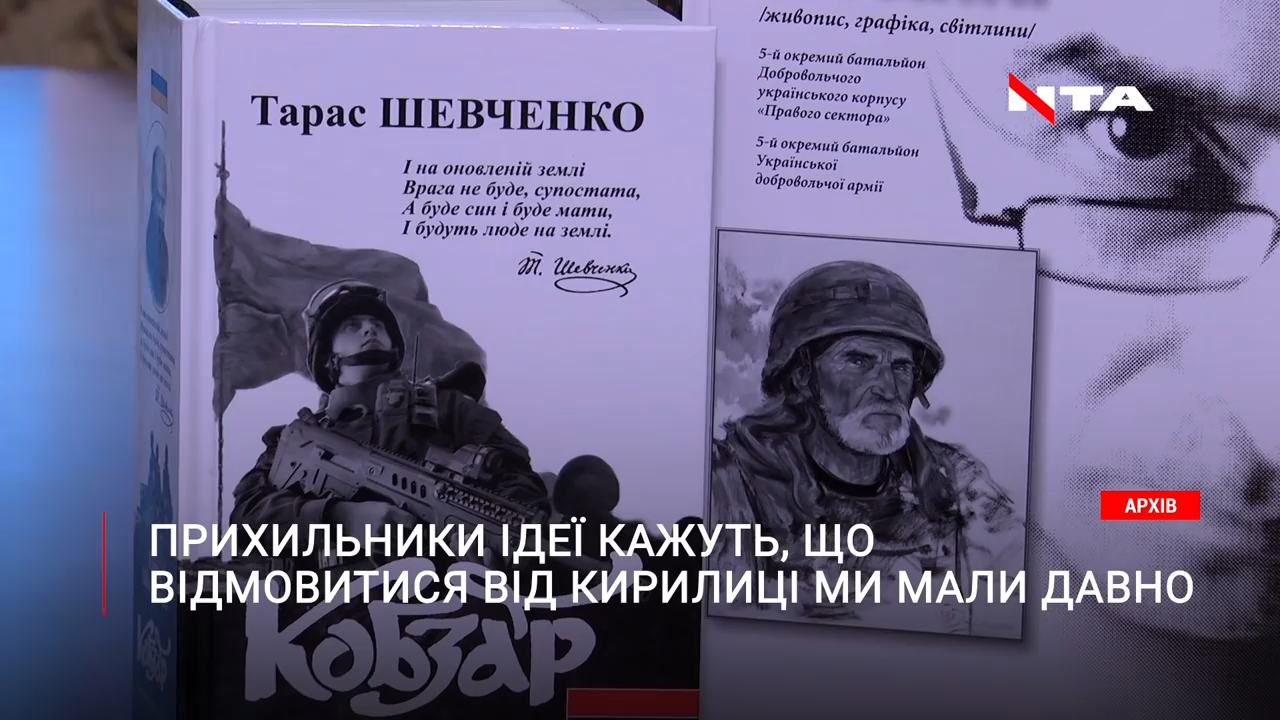 /живопис, графіка, світлини/
5-й окремий батальйон
Добровольчого
українського корпусу
«Правого сектора»
5-й окремий батальйон
Української
добровольчої армії
NTA
Тарас ШЕВЧЕНКО
І на оновленій землі
Врага не буде, супостата,
А буде син і буде мати,
І будуть люде на землі.
Т. Шевченко
АРХІВ
ПРИХИЛЬНИКИ ІДЕЇ КАЖУТЬ, ЩО
ВІДМОВИТИСЯ ВІД КИРИЛИЦІ МИ МАЛИ ДАВНО
Кобзар
Кобзар